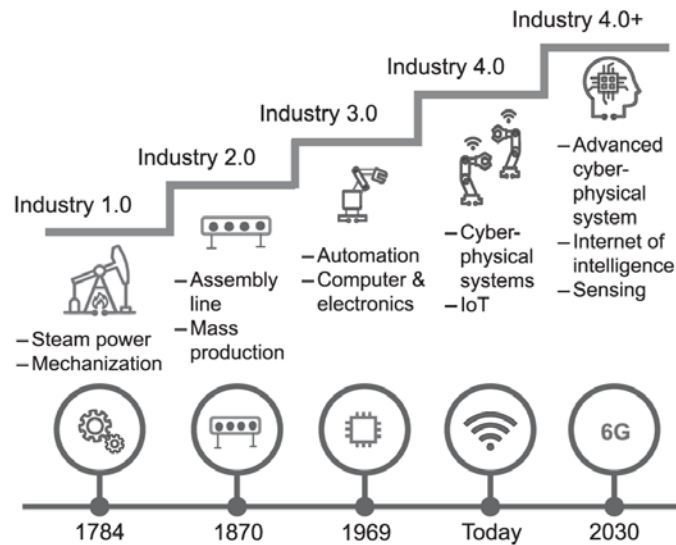 Industry 1.0
– Steam power
– Mechanization
Industry 2.0
– Assembly
line
– Mass
production
Industry 3.0
– Automation
– Computer &
electronics
Industry 4.0
– Cyber-
physical
systems
– IoT
Industry 4.0+
– Advanced
cyber-
physical
system
– Internet of
intelligence
– Sensing
6G
1784
1870
1969
Today
2030